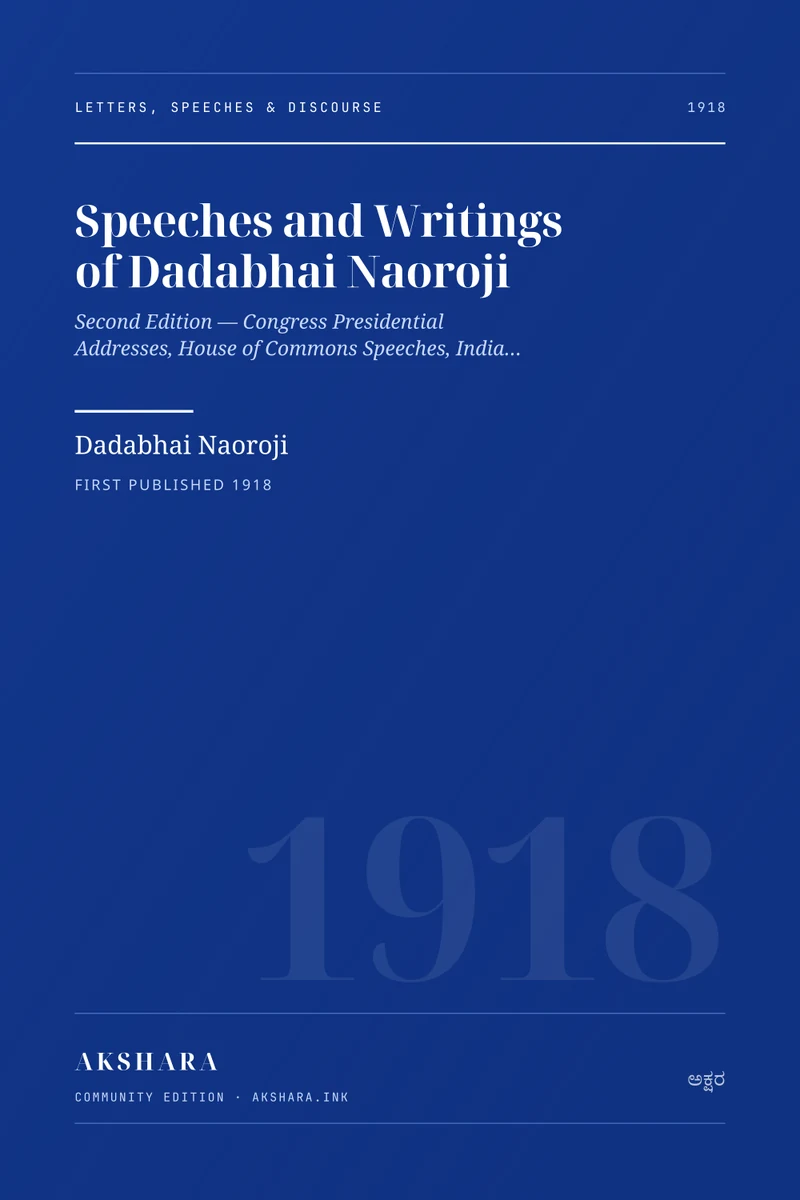 LETTERS, SPEECHES & DISCOURSE 1918
Speeches and Writings
of Dadabhai Naoroji
Second Edition — Congress Presidential
Addresses, House of Commons Speeches, India...
Dadabhai Naoroji
FIRST PUBLISHED 1918
1918
AKSHARA
COMMUNITY EDITION · AKSHARA.INK
ಅಕ್ಷರ